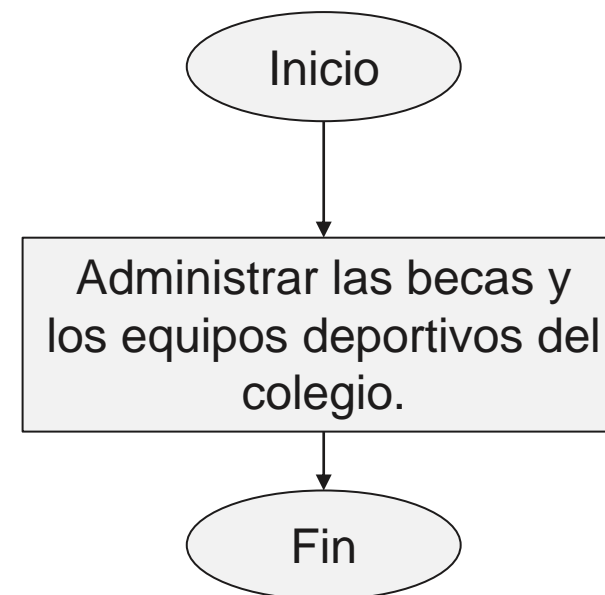 Inicio
Administrar las becas y
los equipos deportivos del
colegio.
Fin